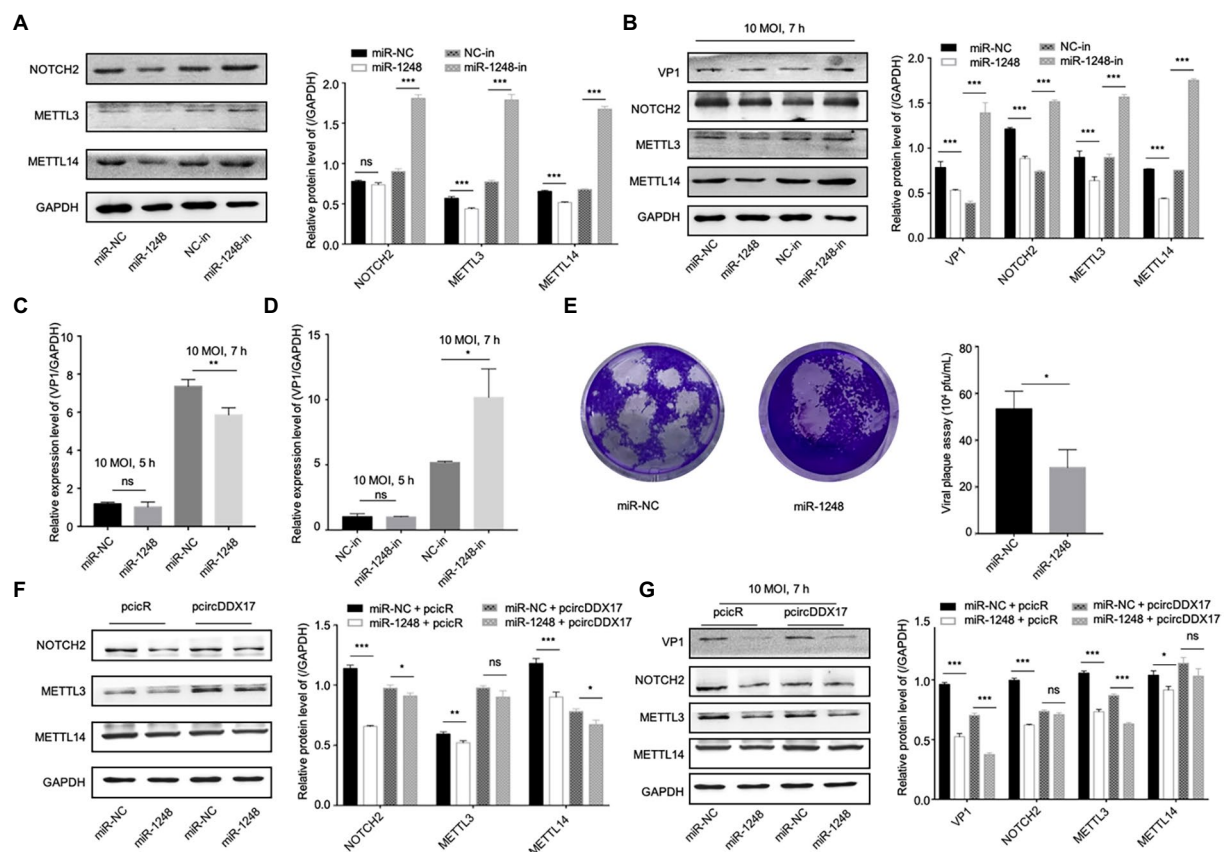 A
NOTCH2
METTL3
METTL14
GAPDH
miR-NC
miR-1248
NC-in
miR-1248-in
miR-NC
miR-1248
NC-in
miR-1248-in
Relative protein level of (/GAPDH)
2.0
1.5
1.0
0.5
0.0
ns
***
***
***
***
***
NOTCH2
METTL3
METTL14
B
10 MOI, 7 h
VP1
NOTCH2
METTL3
METTL14
GAPDH
miR-NC
miR-1248
NC-in
miR-1248-in
miR-NC
miR-1248
NC-in
miR-1248-in
Relative protein level of (/GAPDH)
2.0
1.5
1.0
0.5
0.0
***
***
***
***
***
***
***
***
VP1
NOTCH2
METTL3
METTL14
C
Relative expression level of (VP1/GAPDH)
10
8
6
4
2
0
10 MOI, 5 h
ns
10 MOI, 7 h
**
miR-NC
miR-1248
miR-NC
miR-1248
D
Relative expression level of (VP1/GAPDH)
15
10
5
0
10 MOI, 5 h
ns
10 MOI, 7 h
*
NC-in
miR-1248-in
NC-in
miR-1248-in
E
miR-NC
miR-1248
Viral plaque assay (10⁴ pfu/mL)
80
60
40
20
0
*
miR-NC
miR-1248
F
pcicR
pcircDDX17
NOTCH2
METTL3
METTL14
GAPDH
miR-NC
miR-1248
miR-NC
miR-1248
miR-NC + pcicR
miR-1248 + pcicR
miR-NC + pcircDDX17
miR-1248 + pcircDDX17
Relative protein level of (/GAPDH)
1.5
1.0
0.5
0.0
***
*
**
ns
***
*
NOTCH2
METTL3
METTL14
G
10 MOI, 7 h
pcicR
pcircDDX17
VP1
NOTCH2
METTL3
METTL14
GAPDH
miR-NC
miR-1248
miR-NC
miR-1248
miR-NC + pcicR
miR-1248 + pcicR
miR-NC + pcircDDX17
miR-1248 + pcircDDX17
Relative protein level of (/GAPDH)
1.5
1.0
0.5
0.0
***
***
***
ns
***
***
*
ns
VP1
NOTCH2
METTL3
METTL14